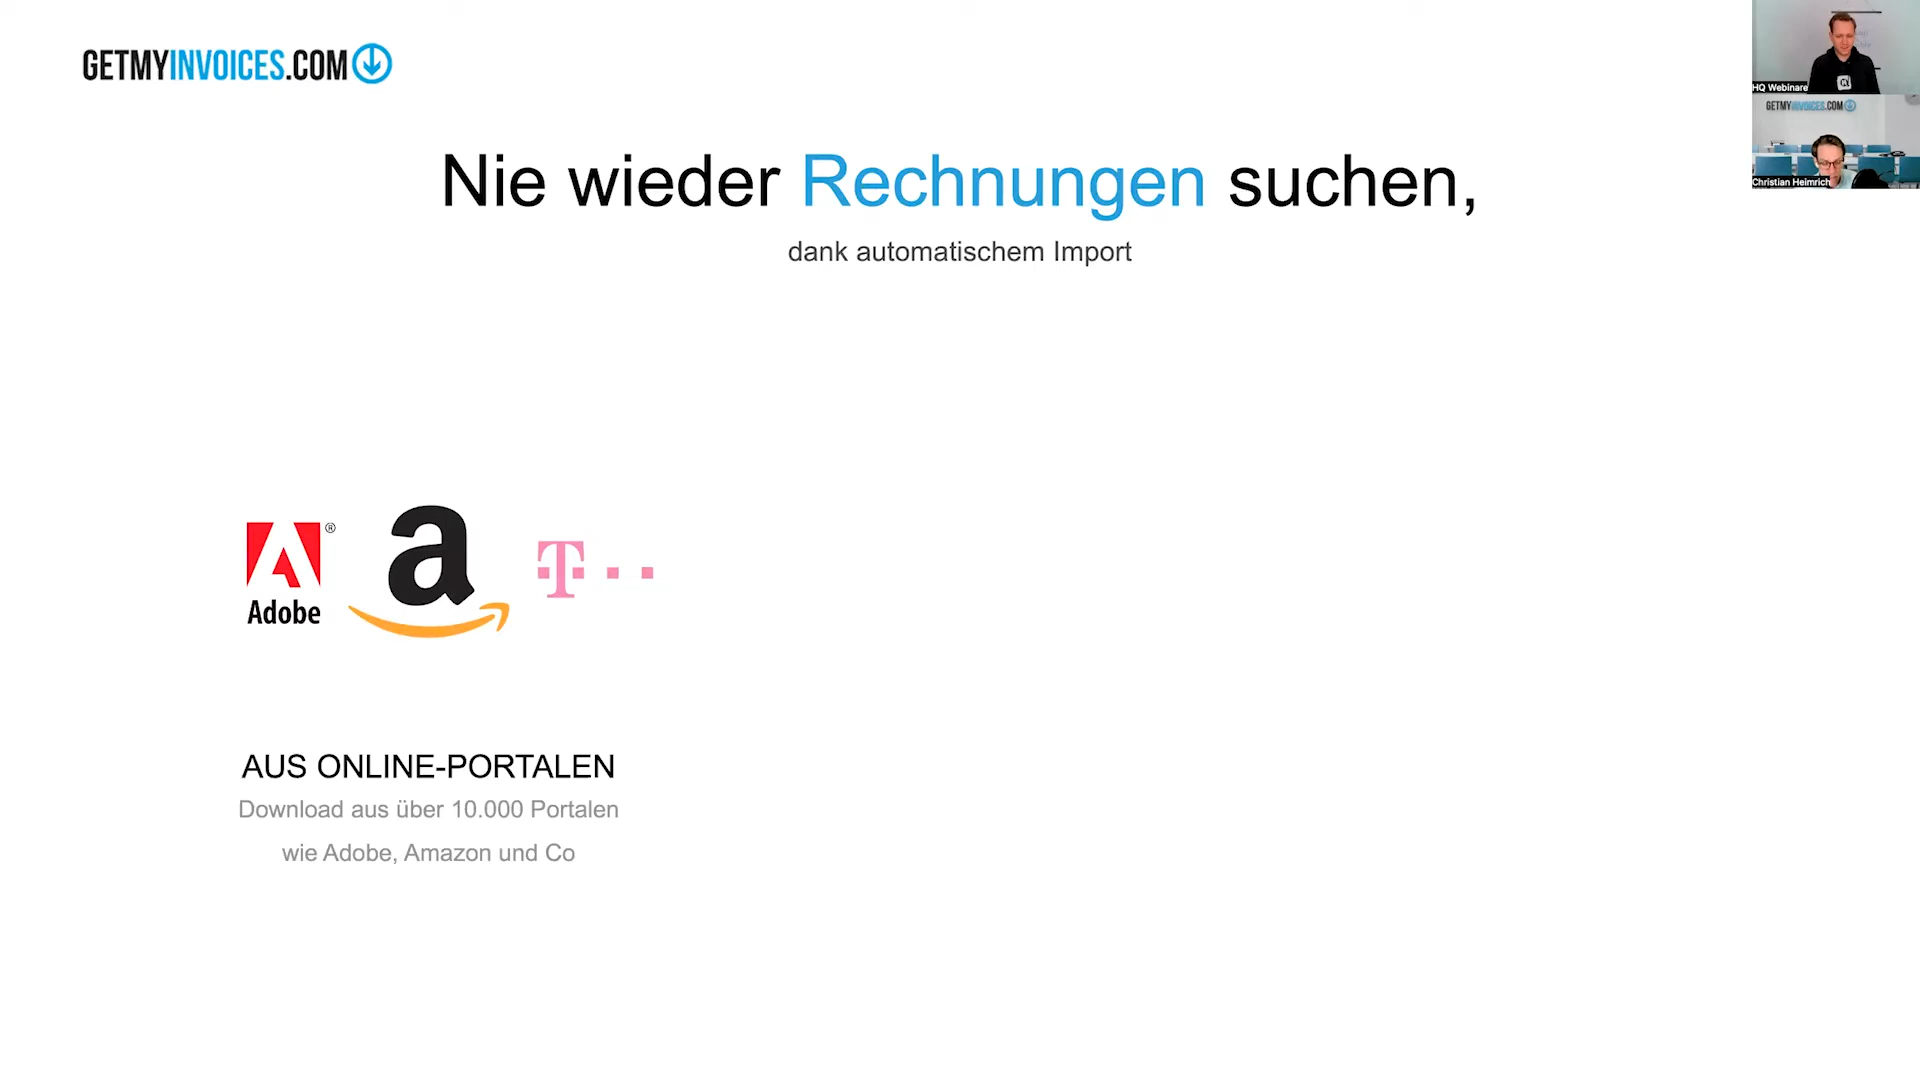 GETMYINVOICES.COM
HQ Webinare
GETMYINVOICES.COM
Christian Heimrich
Nie wieder Rechnungen suchen,
dank automatischem Import
Adobe
®
a
T
AUS ONLINE-PORTALEN
Download aus über 10.000 Portalen
wie Adobe, Amazon und Co